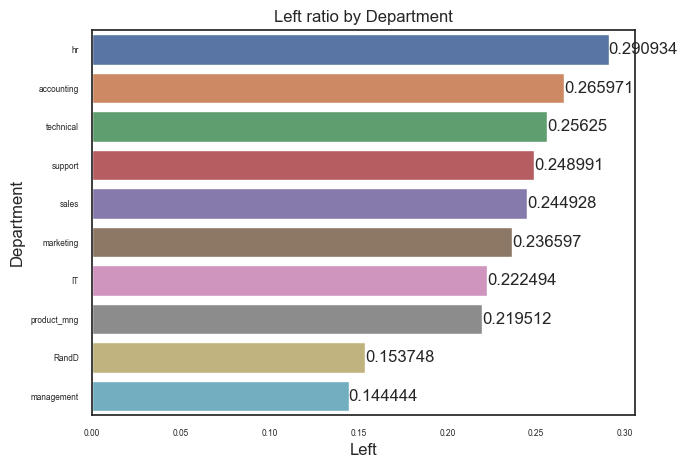 Left ratio by Department
Department
hr 0.290934
accounting 0.265971
technical 0.25625
support 0.248991
sales 0.244928
marketing 0.236597
IT 0.222494
product_mng 0.219512
RandD 0.153748
management 0.144444
0.00 0.05 0.10 0.15 0.20 0.25 0.30
Left